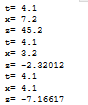 t= 4.1
x= 7.2
z= 45.2
t= 4.1
x= 3.2
z= -2.32012
t= 4.1
x= 4.1
z= -7.16617